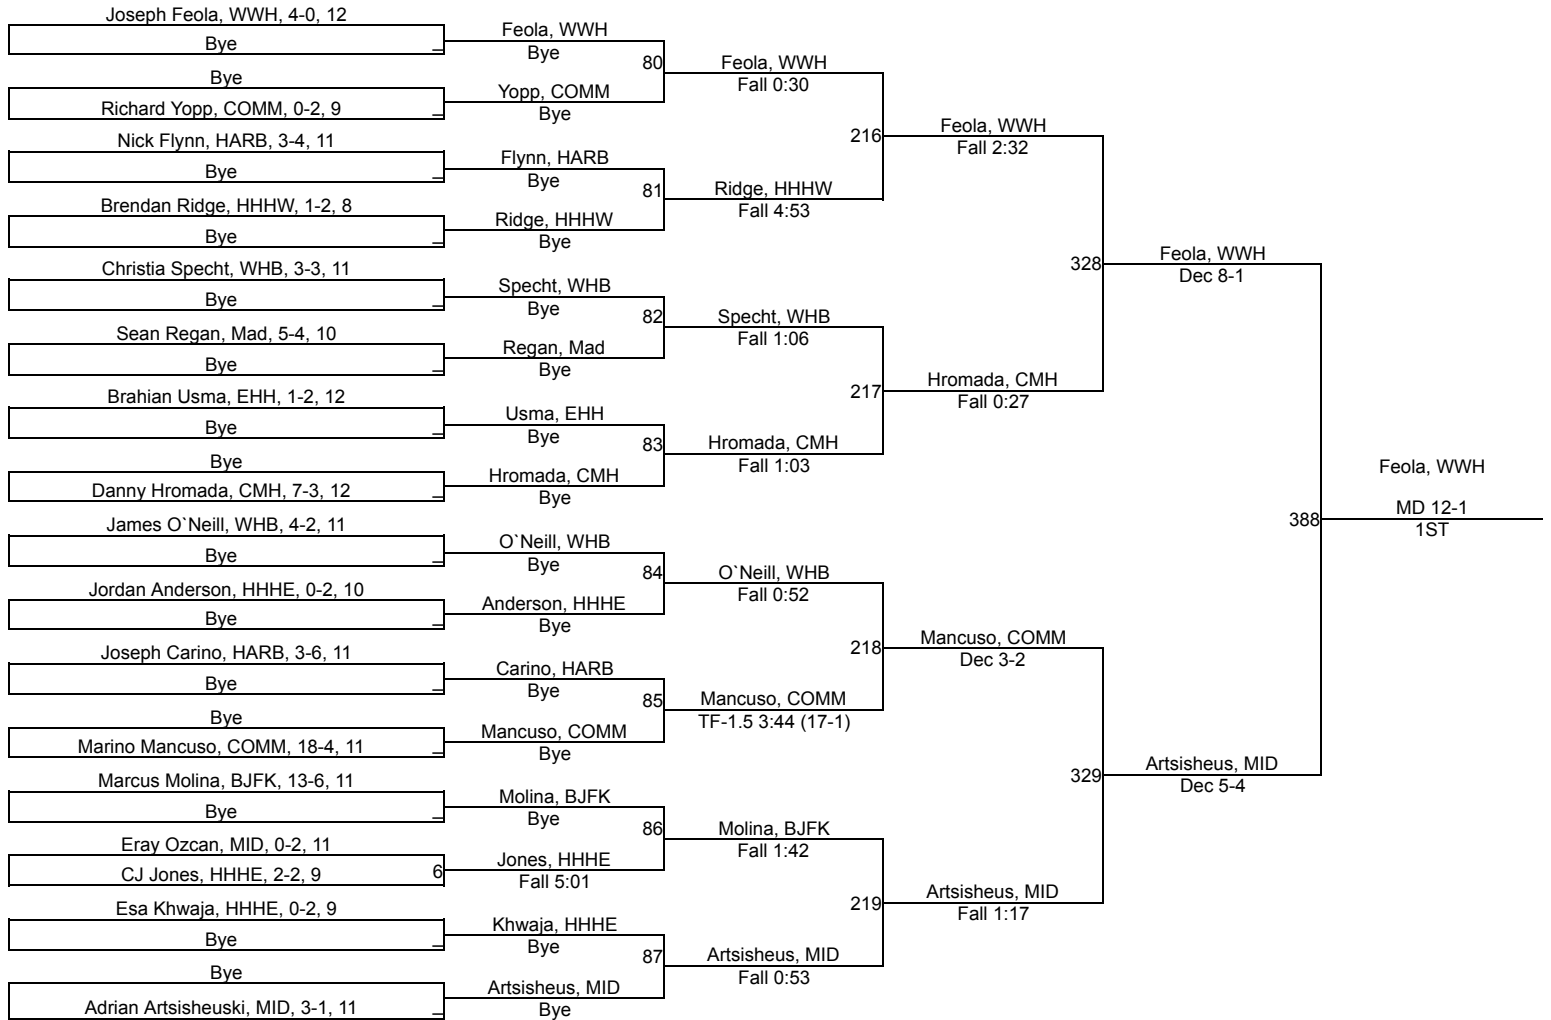 Joseph Feola, WWH, 4-0, 12
Bye
Bye
Richard Yopp, COMM, 0-2, 9
Nick Flynn, HARB, 3-4, 11
Bye
Brendan Ridge, HHHW, 1-2, 8
Bye
Christia Specht, WHB, 3-3, 11
Bye
Sean Regan, Mad, 5-4, 10
Bye
Brahian Usma, EHH, 1-2, 12
Bye
Bye
Danny Hromada, CMH, 7-3, 12
James O`Neill, WHB, 4-2, 11
Bye
Jordan Anderson, HHHE, 0-2, 10
Bye
Joseph Carino, HARB, 3-6, 11
Bye
Bye
Marino Mancuso, COMM, 18-4, 11
Marcus Molina, BJFK, 13-6, 11
Bye
Eray Ozcan, MID, 0-2, 11
CJ Jones, HHHE, 2-2, 9
6
Esa Khwaja, HHHE, 0-2, 9
Bye
Bye
Adrian Artsisheuski, MID, 3-1, 11
Feola, WWH
Bye
80
Yopp, COMM
Bye
Flynn, HARB
Bye
81
Ridge, HHHW
Bye
Specht, WHB
Bye
82
Regan, Mad
Bye
Usma, EHH
Bye
83
Hromada, CMH
Bye
O`Neill, WHB
Bye
84
Anderson, HHHE
Bye
Carino, HARB
Bye
85
Mancuso, COMM
Bye
Molina, BJFK
Bye
86
Jones, HHHE
Fall 5:01
Khwaja, HHHE
Bye
87
Artsisheus, MID
Bye
Feola, WWH
Fall 0:30
216
Ridge, HHHW
Fall 4:53
Specht, WHB
Fall 1:06
217
Hromada, CMH
Fall 1:03
O`Neill, WHB
Fall 0:52
218
Mancuso, COMM
TF-1.5 3:44 (17-1)
Molina, BJFK
Fall 1:42
219
Artsisheus, MID
Fall 0:53
Feola, WWH
Fall 2:32
328
Hromada, CMH
Fall 0:27
Mancuso, COMM
Dec 3-2
329
Artsisheus, MID
Fall 1:17
Feola, WWH
Dec 8-1
388
Artsisheus, MID
Dec 5-4
Feola, WWH
MD 12-1
1ST